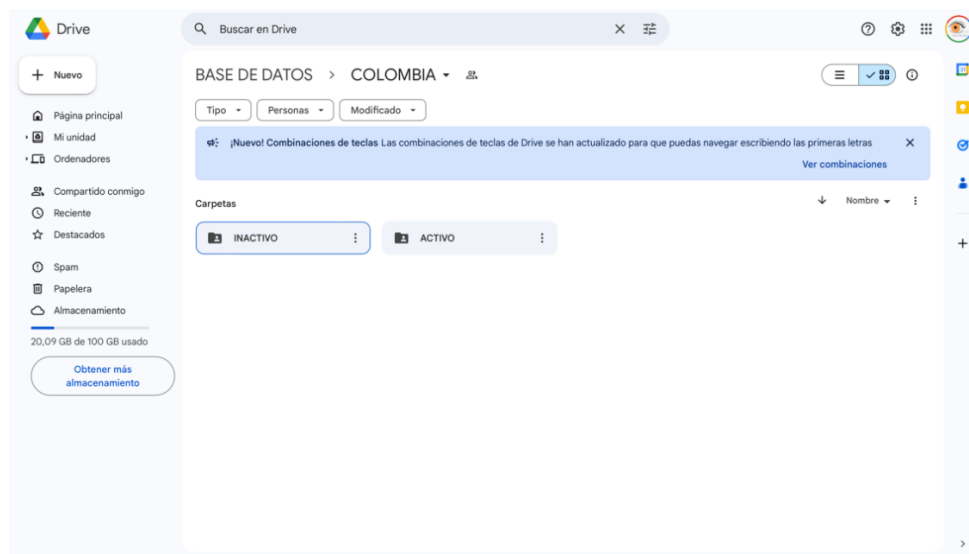 Drive
Buscar en Drive
Nuevo
Página principal
Mi unidad
Ordenadores
Compartido conmigo
Reciente
Destacados
Spam
Papelera
Almacenamiento
20,09 GB de 100 GB usado
Obtener más
almacenamiento
BASE DE DATOS > COLOMBIA
Tipo Personas Modificado
¡Nuevo! Combinaciones de teclas Las combinaciones de teclas de Drive se han actualizado para que puedas navegar escribiendo las primeras letras
Ver combinaciones
Carpetas
Nombre
INACTIVO ACTIVO